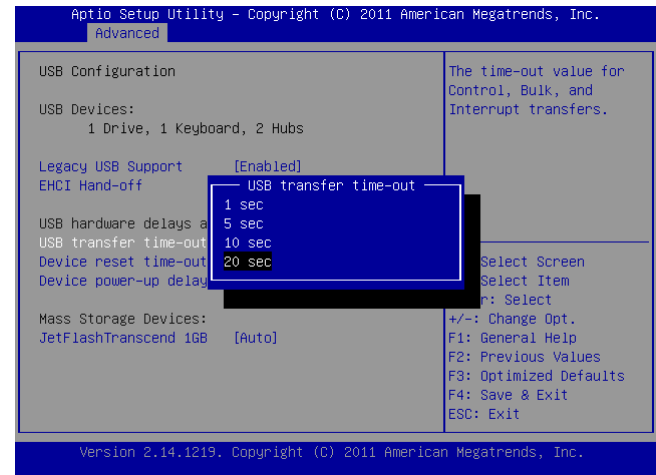 Aptio Setup Utility – Copyright (C) 2011 American Megatrends, Inc.
Advanced
USB Configuration
USB Devices:
1 Drive, 1 Keyboard, 2 Hubs
Legacy USB Support [Enabled]
EHCI Hand-off
USB hardware delays a
USB transfer time-out
Device reset time-out
Device power-up delay
Mass Storage Devices:
JetFlashTranscend 1GB [Auto]
USB transfer time-out
1 sec
5 sec
10 sec
20 sec
The time-out value for
Control, Bulk, and
Interrupt transfers.
Select Screen
Select Item
r: Select
+/-: Change Opt.
F1: General Help
F2: Previous Values
F3: Optimized Defaults
F4: Save & Exit
ESC: Exit
Version 2.14.1219. Copyright (C) 2011 American Megatrends, Inc.